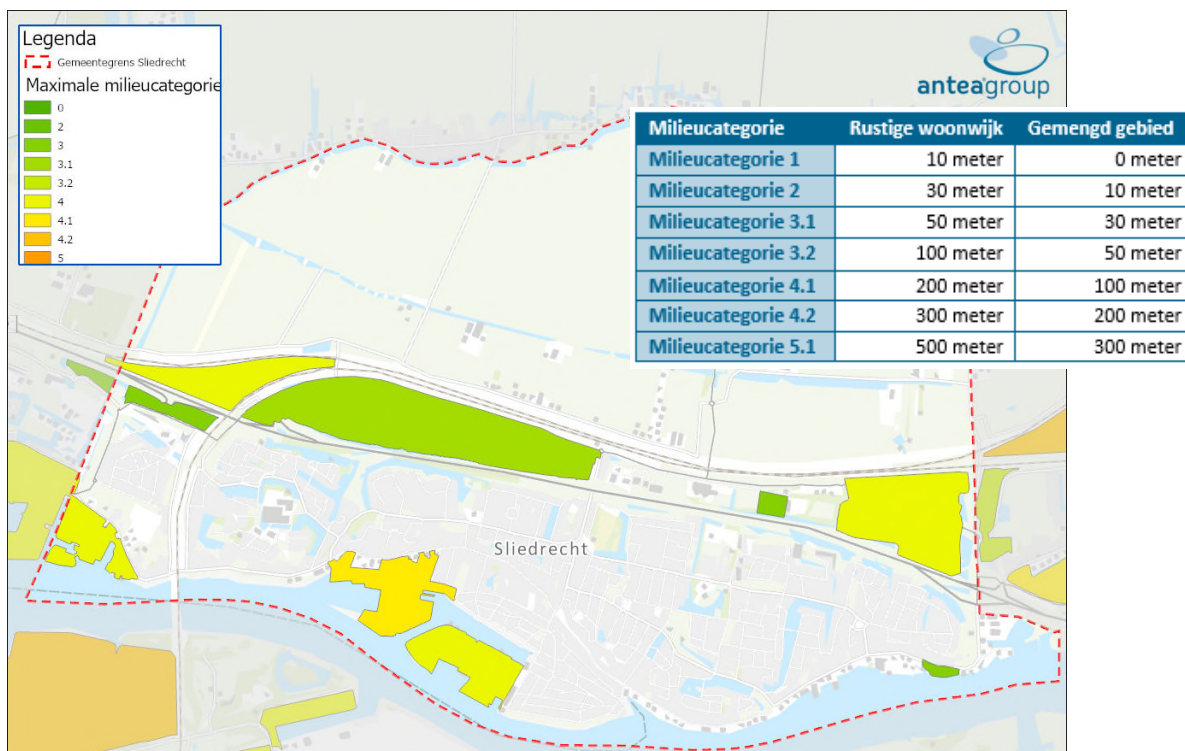 Legenda
Gemeentegrens Sliedrecht
Maximale milieucategorie
0
2
3
3.1
3.2
4
4.1
4.2
5
anteagroup
Milieucategorie Rustige woonwijk Gemengd gebied
Milieucategorie 1 10 meter 0 meter
Milieucategorie 2 30 meter 10 meter
Milieucategorie 3.1 50 meter 30 meter
Milieucategorie 3.2 100 meter 50 meter
Milieucategorie 4.1 200 meter 100 meter
Milieucategorie 4.2 300 meter 200 meter
Milieucategorie 5.1 500 meter 300 meter
Sliedrecht